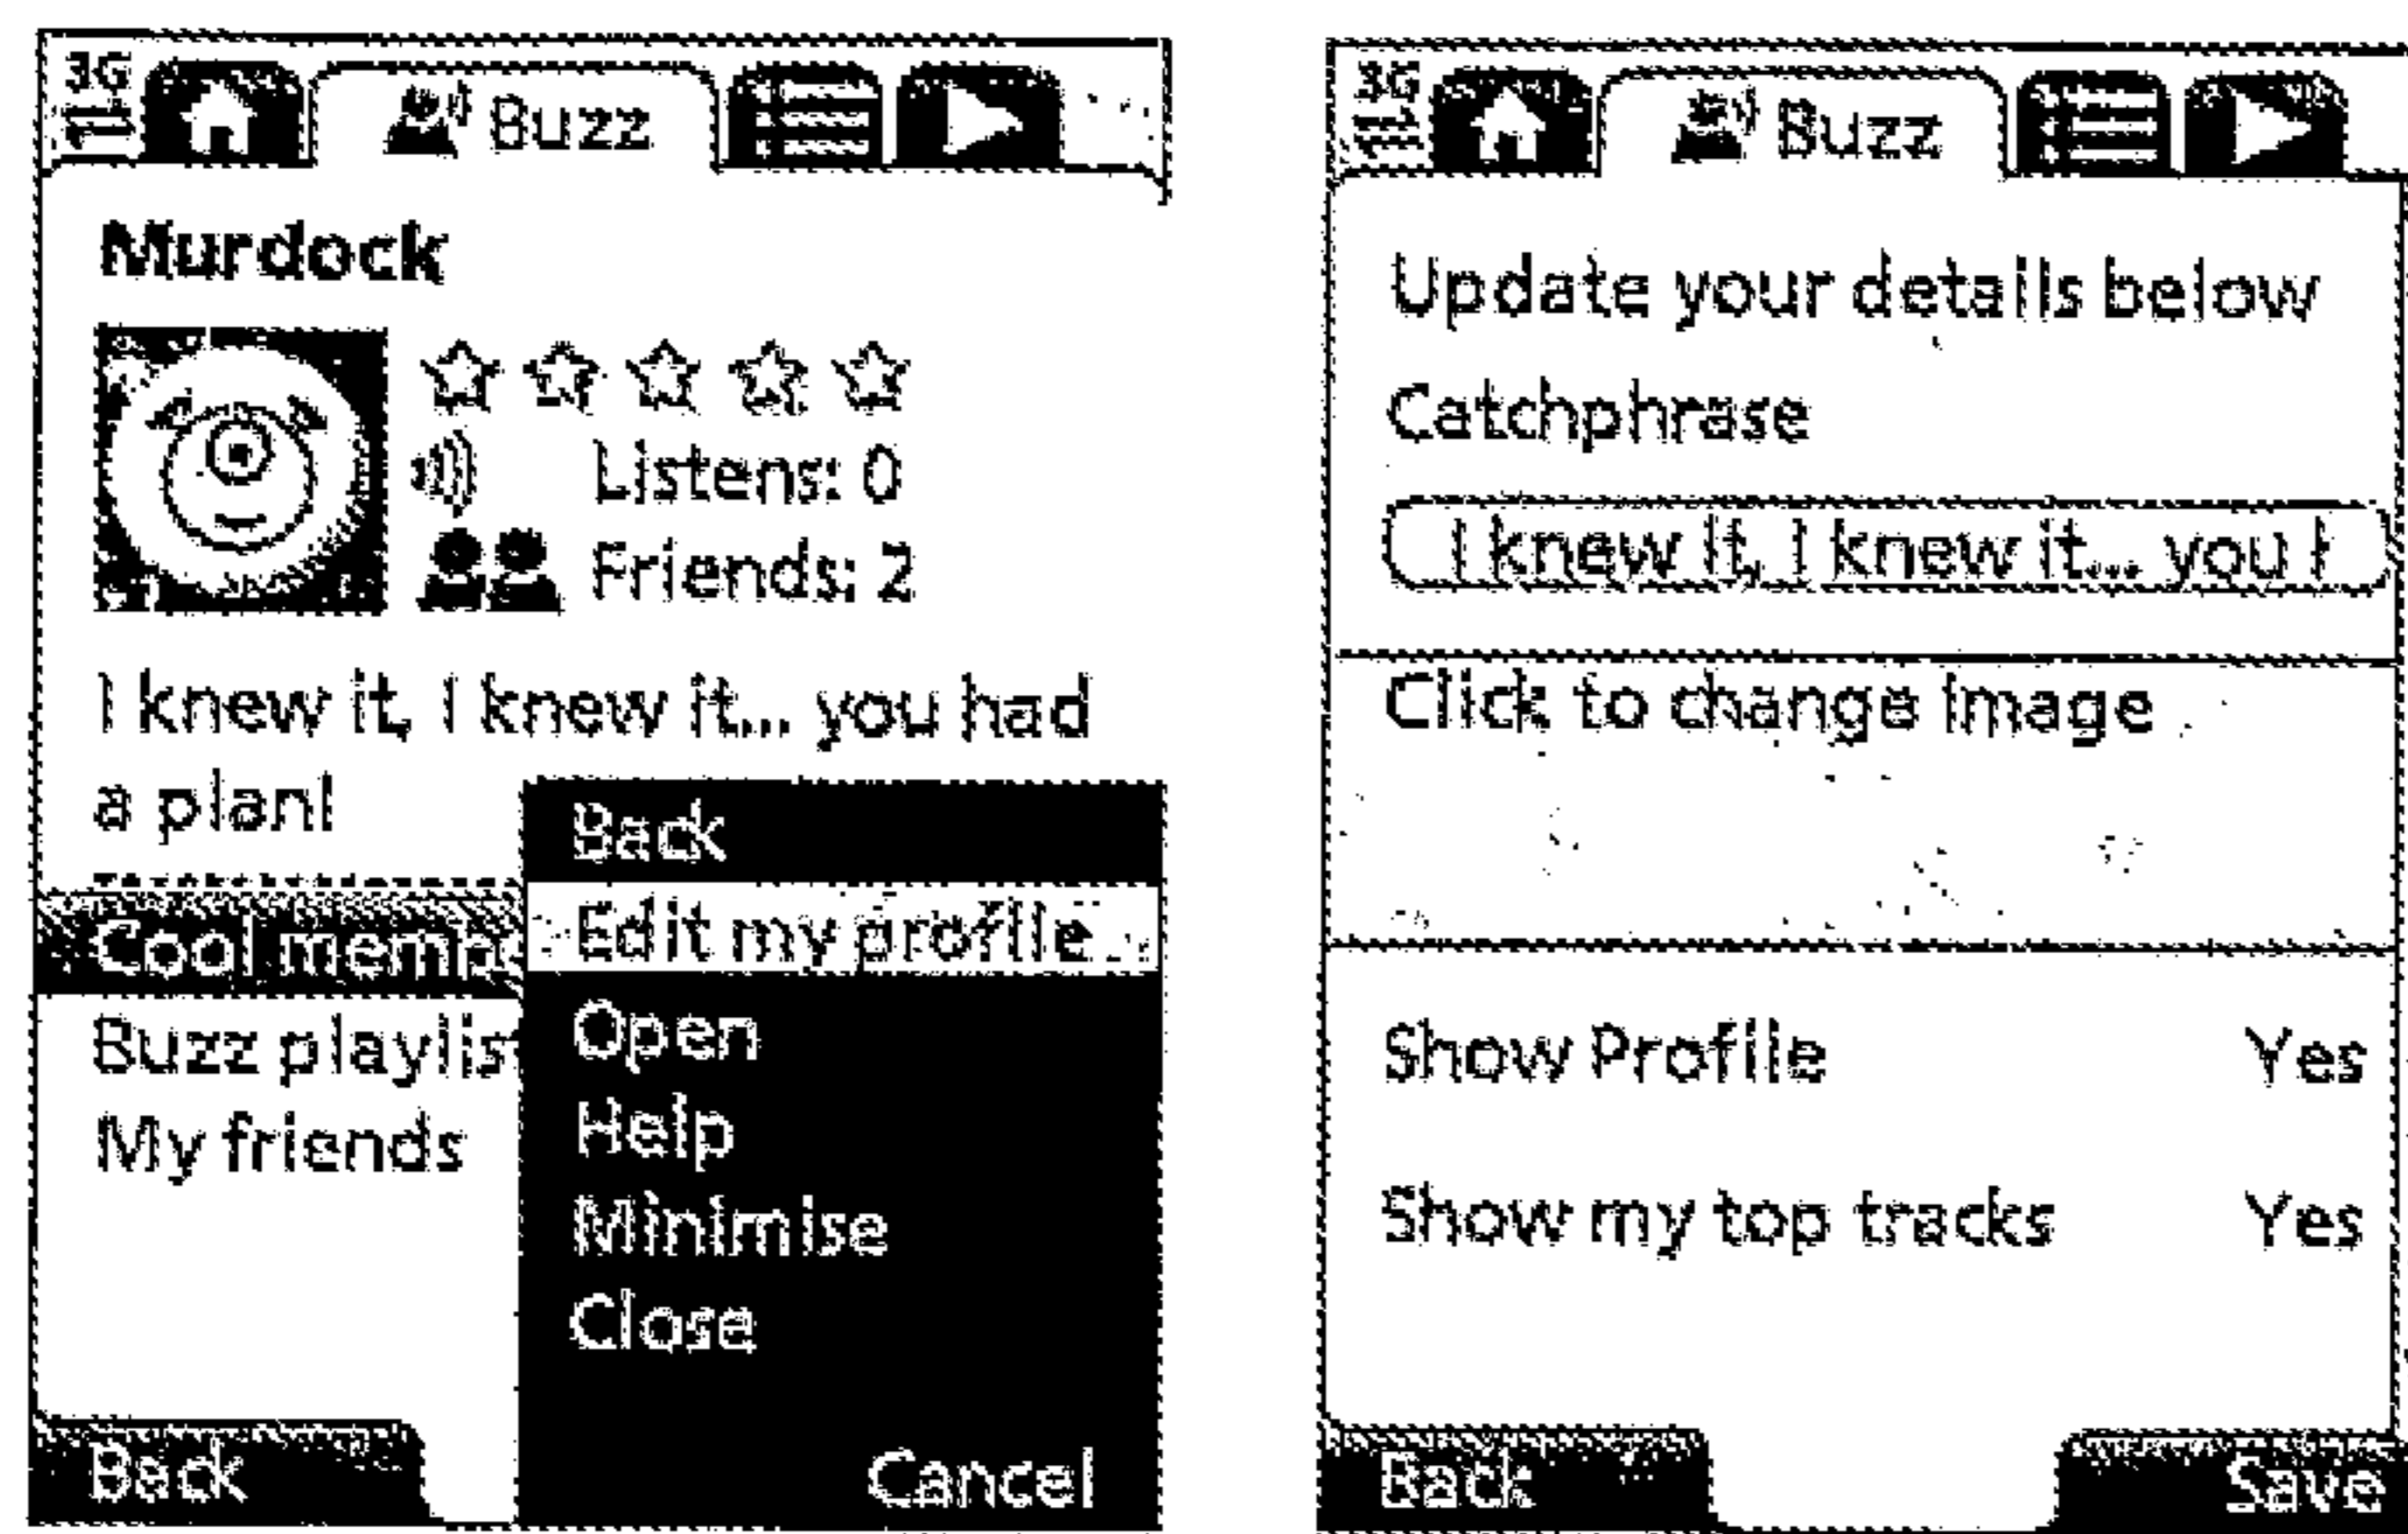 3G
Buzz
Murdock
Listens: 0
Friends: 2
I knew it, I knew it... you had
a plan!
Cool mem
Buzz playlis
My friends
Back
Edit my profile
Open
Help
Minimise
Close
Back
Cancel
3G
Buzz
Update your details below
Catchphrase
I knew it, I knew it... you h
Click to change image
Show Profile Yes
Show my top tracks Yes
Back
Save